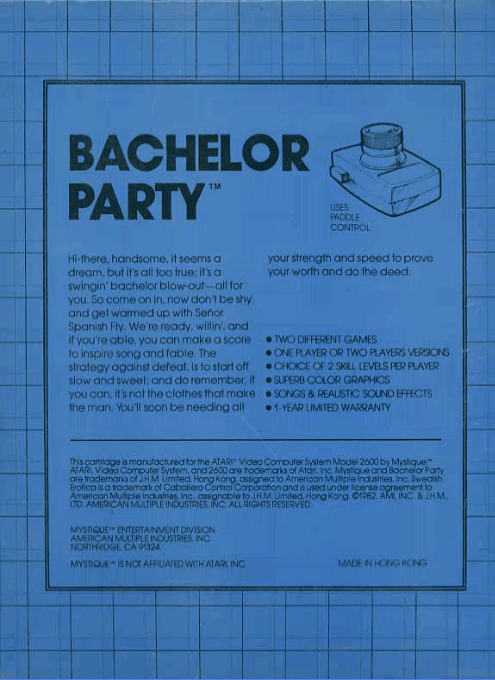 BACHELOR
PARTY™
USES
PADDLE
CONTROL
Hi-there, handsome, it seems a
dream, but it's all too true; it's a
swingin' bachelor blow-out—all for
you. So come on in, now don't be shy
and get warmed up with Señor
Spanish Fly. We're ready, willin', and
if you're able, you can make a score
to inspire song and fable. The
strategy against defeat, is to start off
slow and sweet; and do remember, if
you can, it's not the clothes that make
the man. You'll soon be needing all
your strength and speed to prove
your worth and do the deed.
● TWO DIFFERENT GAMES
● ONE PLAYER OR TWO PLAYERS VERSIONS
● CHOICE OF 2 SKILL LEVELS PER PLAYER
● SUPERB COLOR GRAPHICS
● SONGS & REALISTIC SOUND EFFECTS
● 1-YEAR LIMITED WARRANTY
This cartridge is manufactured for the ATARI® Video Computer System Model 2600 by Mystique™
ATARI, Video Computer System, and 2600 are trademarks of Atari, Inc. Mystique and Bachelor Party
are trademarks of J.H.M. Limited, Hong Kong, assigned to American Multiple Industries, Inc. Swedish
Erotica is a trademark of Caballero Control Corporation and is used under license agreement to
American Multiple Industries, Inc., assignable to J.H.M. Limited, Hong Kong. ©1982, AMI, INC. & J.H.M.,
LTD. AMERICAN MULTIPLE INDUSTRIES, INC. ALL RIGHTS RESERVED.
MYSTIQUE™ ENTERTAINMENT DIVISION
AMERICAN MULTIPLE INDUSTRIES, INC.
NORTHRIDGE, CA 91324.
MYSTIQUE™ IS NOT AFFILIATED WITH ATARI, INC.
MADE IN HONG KONG